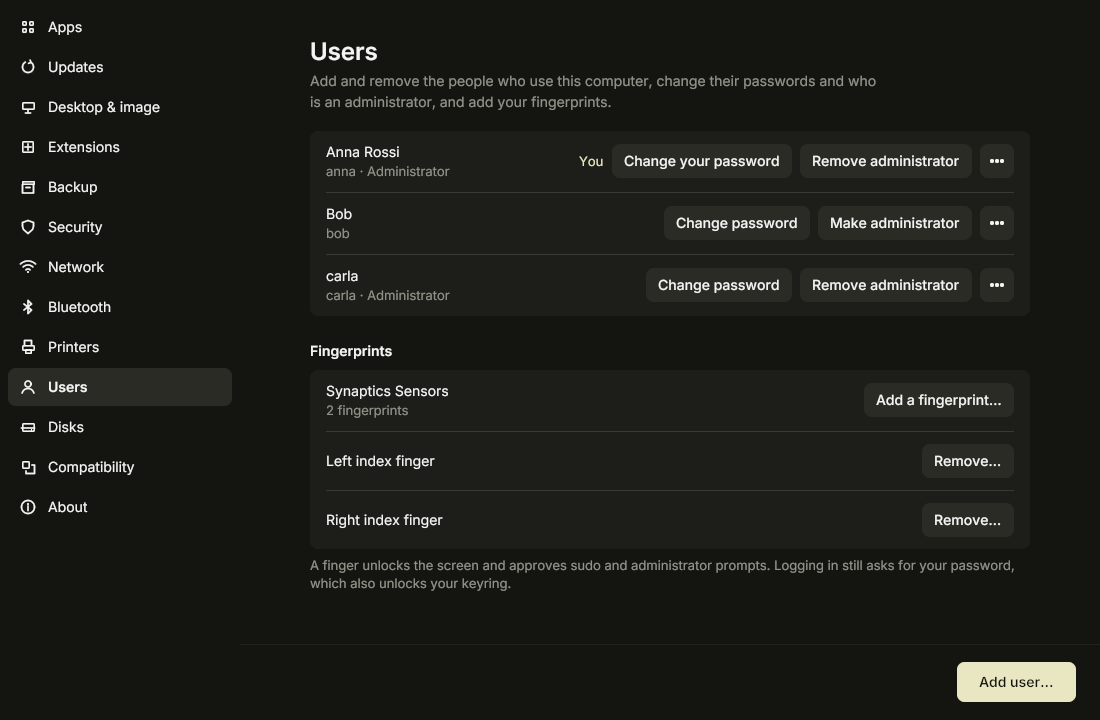 Apps
Updates
Desktop & image
Extensions
Backup
Security
Network
Bluetooth
Printers
Users
Disks
Compatibility
About
Users
Add and remove the people who use this computer, change their passwords and who
is an administrator, and add your fingerprints.
Anna Rossi
anna · Administrator
You
Change your password
Remove administrator
Bob
bob
Change password
Make administrator
carla
carla · Administrator
Change password
Remove administrator
Fingerprints
Synaptics Sensors
2 fingerprints
Add a fingerprint...
Left index finger
Remove...
Right index finger
Remove...
A finger unlocks the screen and approves sudo and administrator prompts. Logging in still asks for your password,
which also unlocks your keyring.
Add user...